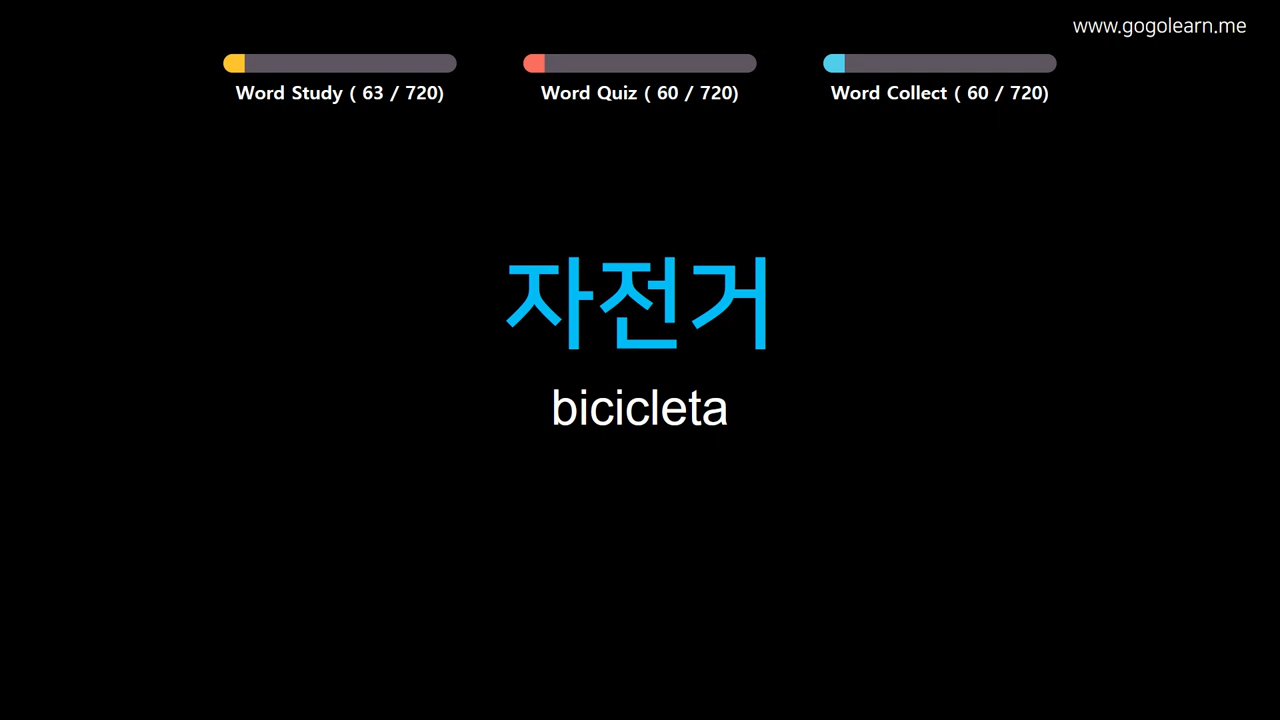 www.gogolearn.me
Word Study ( 63 / 720)
Word Quiz ( 60 / 720)
Word Collect ( 60 / 720)
자전거
bicicleta